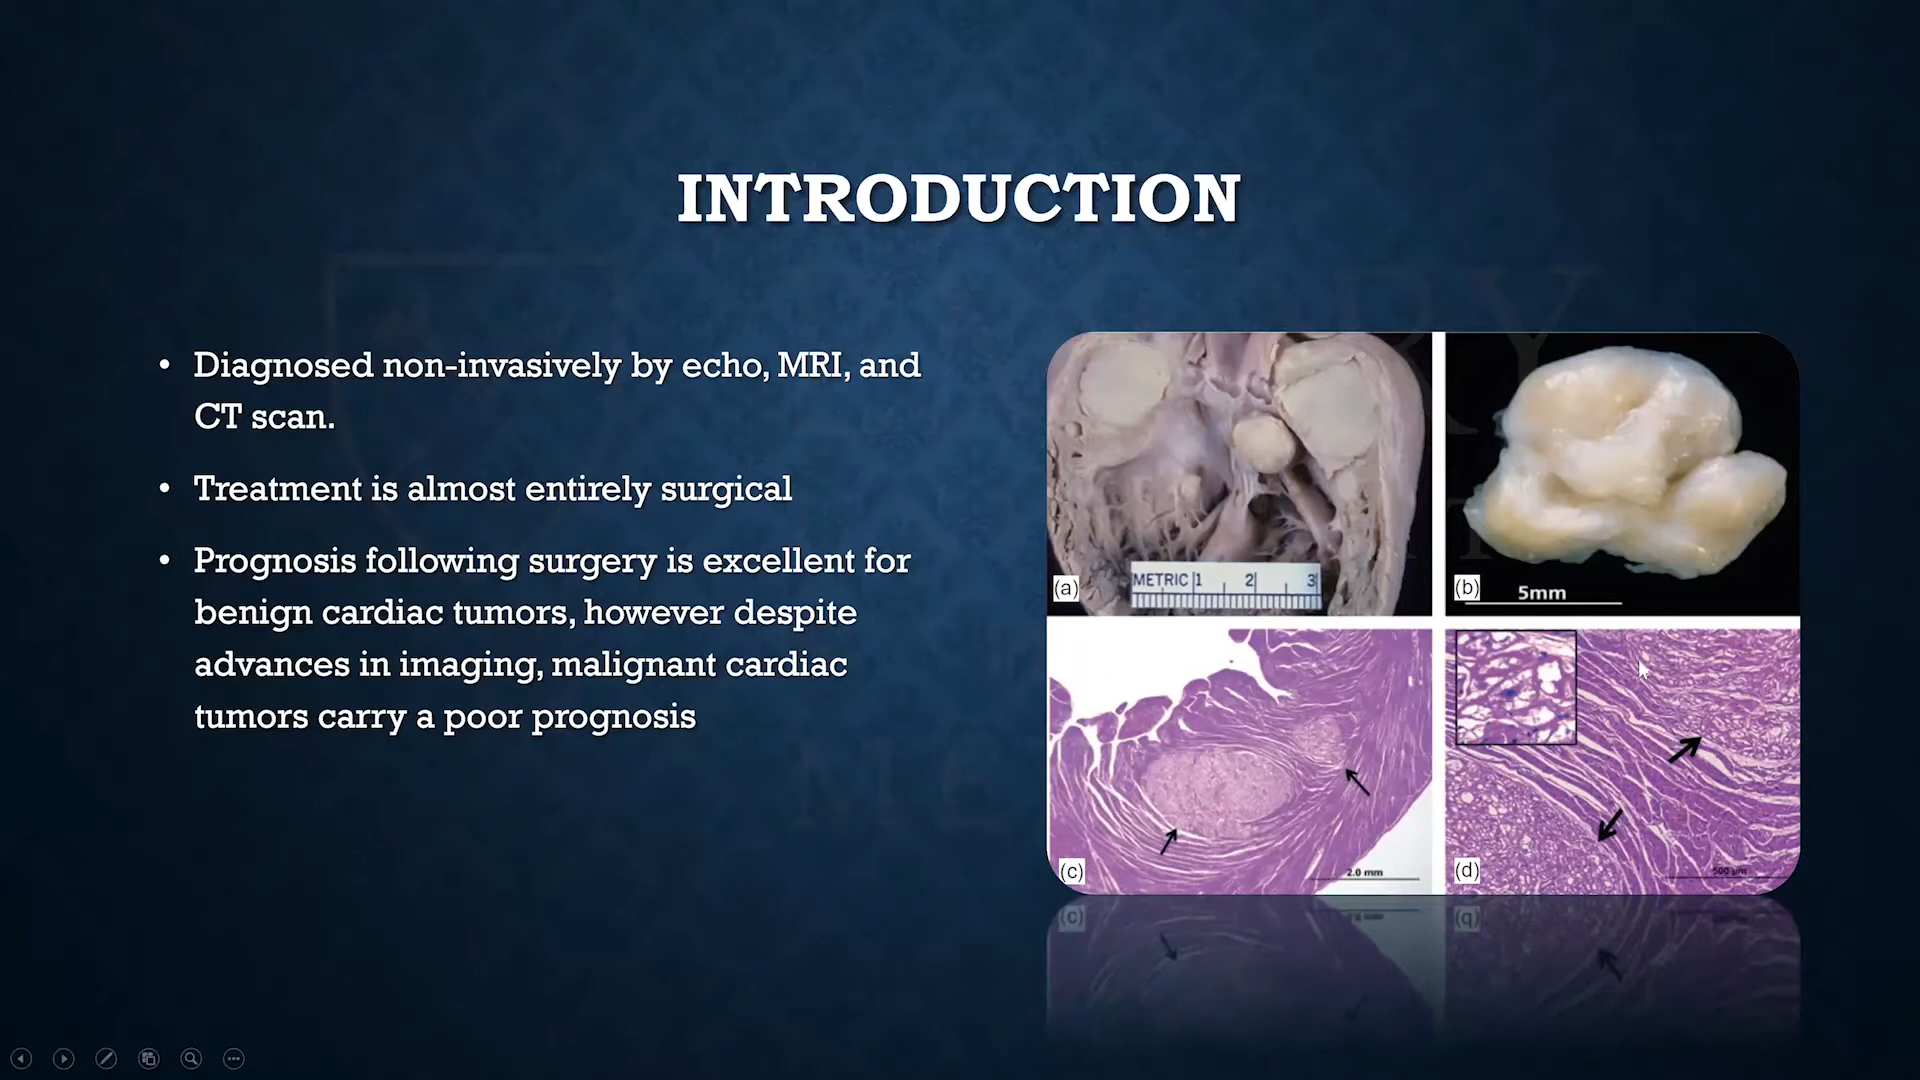 INTRODUCTION
• Diagnosed non-invasively by echo, MRI, and
CT scan.
• Treatment is almost entirely surgical
• Prognosis following surgery is excellent for
benign cardiac tumors, however despite
advances in imaging, malignant cardiac
tumors carry a poor prognosis
METRIC 1 2 3
(a)
(b)
5mm
(c)
2.0 mm
(d)
500 µm